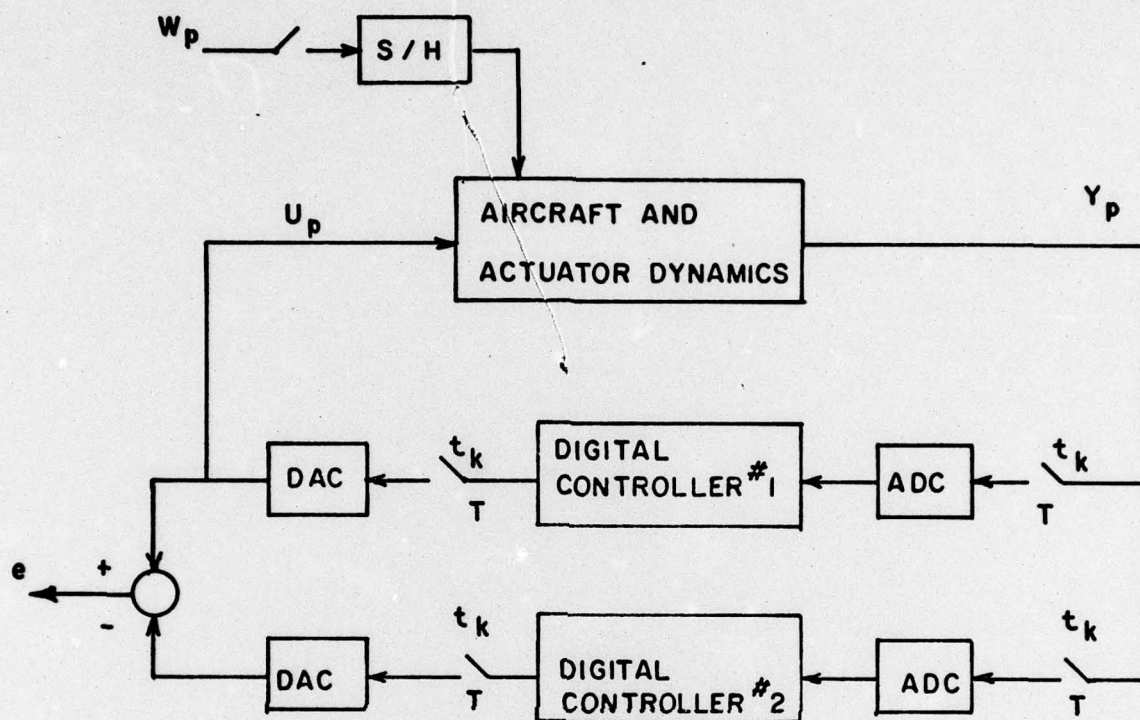 Wp
S/H
Up
AIRCRAFT AND
ACTUATOR DYNAMICS
Yp
DAC
tk
T
DIGITAL
CONTROLLER #1
ADC
tk
T
e
+
-
DAC
tk
T
DIGITAL
CONTROLLER #2
ADC
tk
T